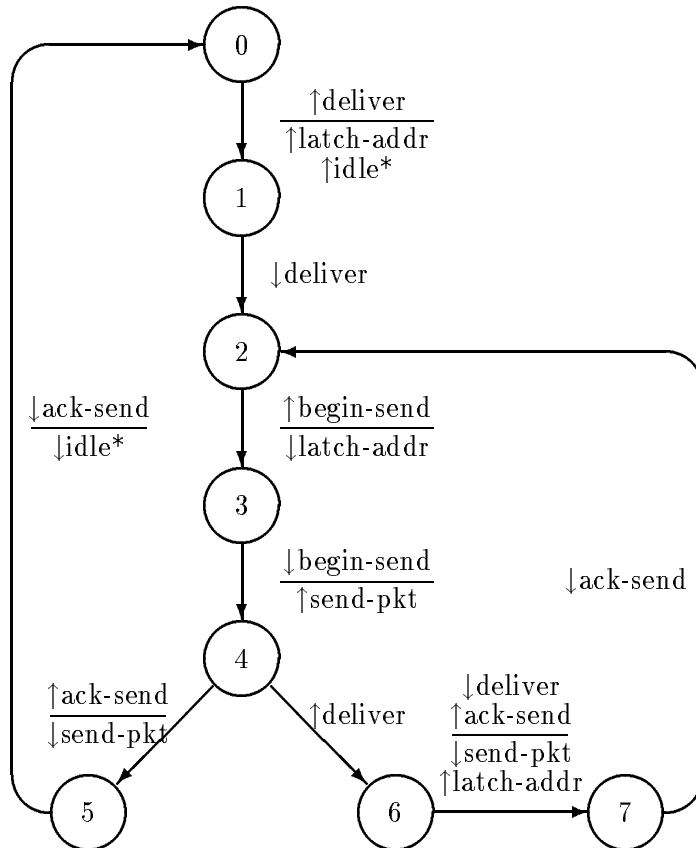 0
↑deliver
↑latch-addr
↑idle*
1
↓deliver
2
↓ack-send
↓idle*
↑begin-send
↓latch-addr
3
↓begin-send
↑send-pkt
↓ack-send
4
↑ack-send
↓send-pkt
↑deliver
↓deliver
↑ack-send
↓send-pkt
↑latch-addr
5
6
7